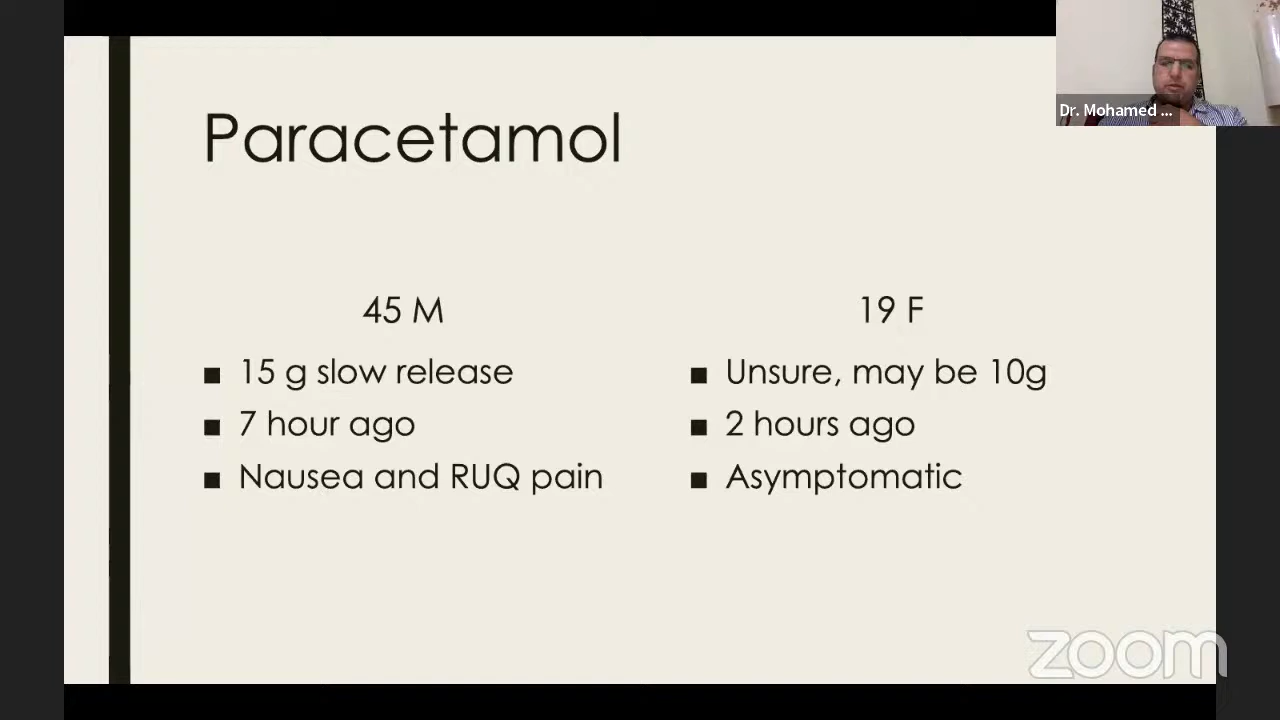 Dr. Mohamed ...
Paracetamol
45 M
■ 15 g slow release
■ 7 hour ago
■ Nausea and RUQ pain
19 F
■ Unsure, may be 10g
■ 2 hours ago
■ Asymptomatic
zoom